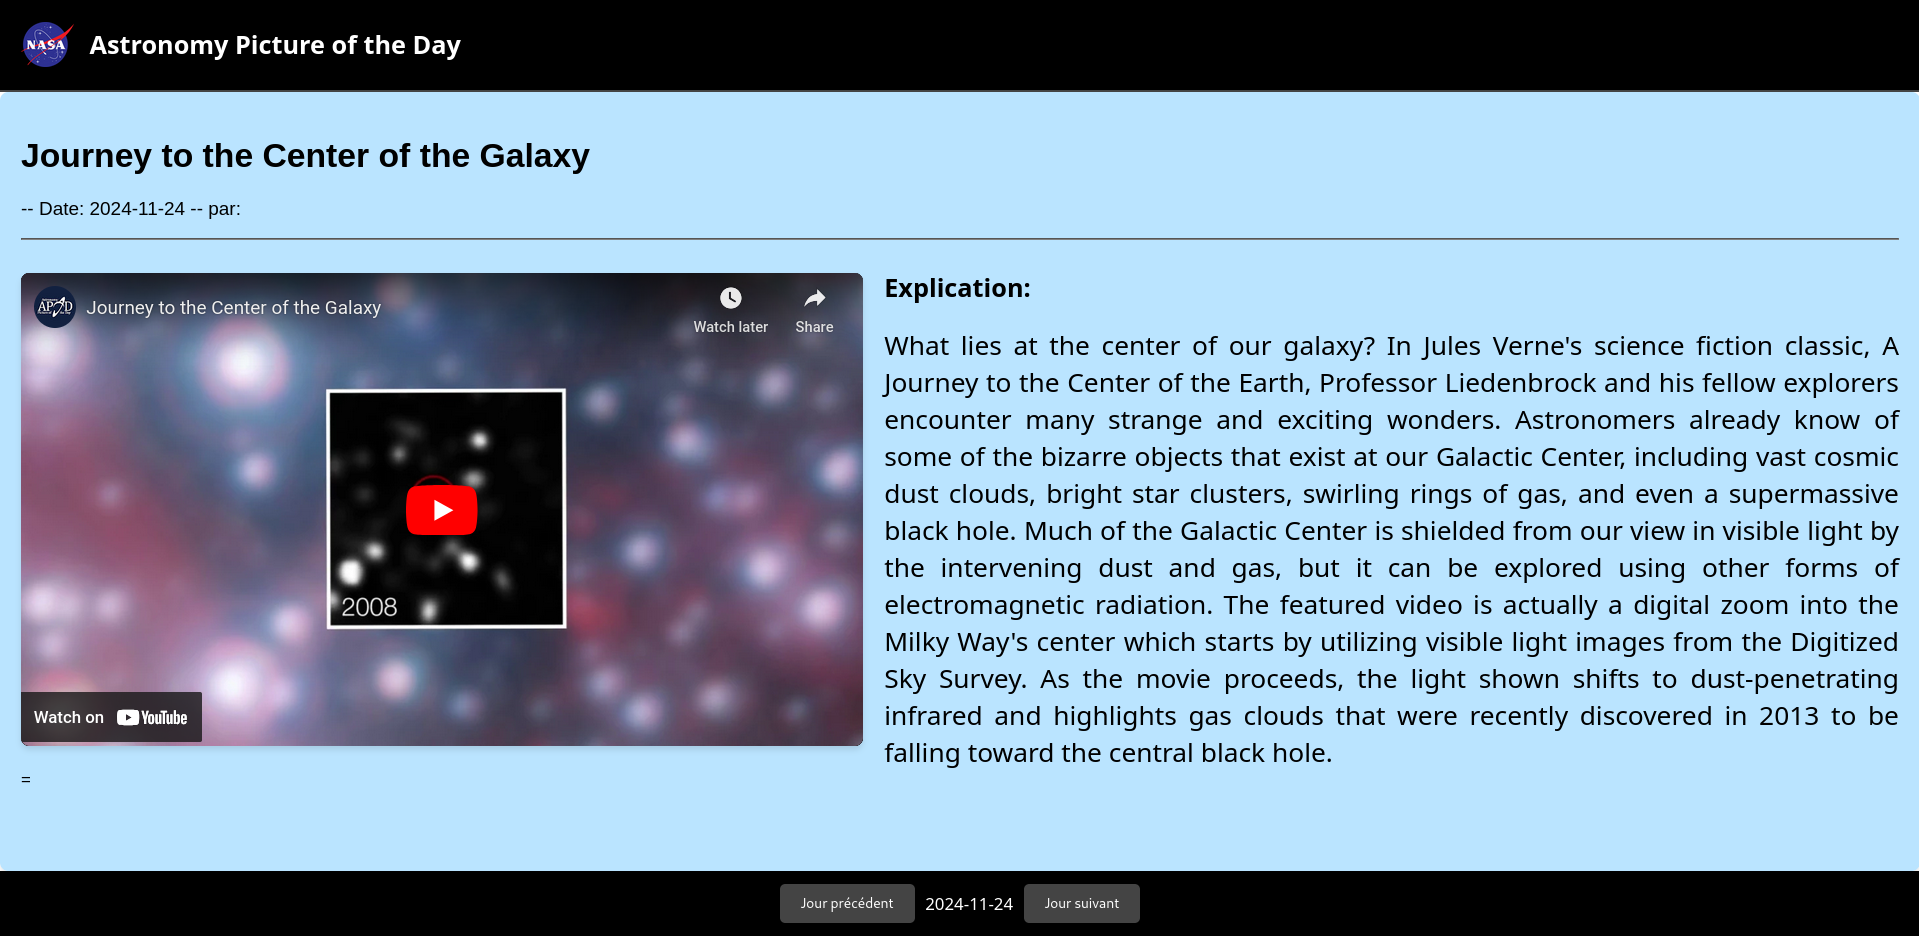 NASA
Astronomy Picture of the Day
Journey to the Center of the Galaxy
-- Date: 2024-11-24 -- par:
APOD
Journey to the Center of the Galaxy
Watch later
Share
2008
Watch on YouTube
=
Explication:
What lies at the center of our galaxy? In Jules Verne's science fiction classic, A
Journey to the Center of the Earth, Professor Liedenbrock and his fellow explorers
encounter many strange and exciting wonders. Astronomers already know of
some of the bizarre objects that exist at our Galactic Center, including vast cosmic
dust clouds, bright star clusters, swirling rings of gas, and even a supermassive
black hole. Much of the Galactic Center is shielded from our view in visible light by
the intervening dust and gas, but it can be explored using other forms of
electromagnetic radiation. The featured video is actually a digital zoom into the
Milky Way's center which starts by utilizing visible light images from the Digitized
Sky Survey. As the movie proceeds, the light shown shifts to dust-penetrating
infrared and highlights gas clouds that were recently discovered in 2013 to be
falling toward the central black hole.
Jour précédent
2024-11-24
Jour suivant